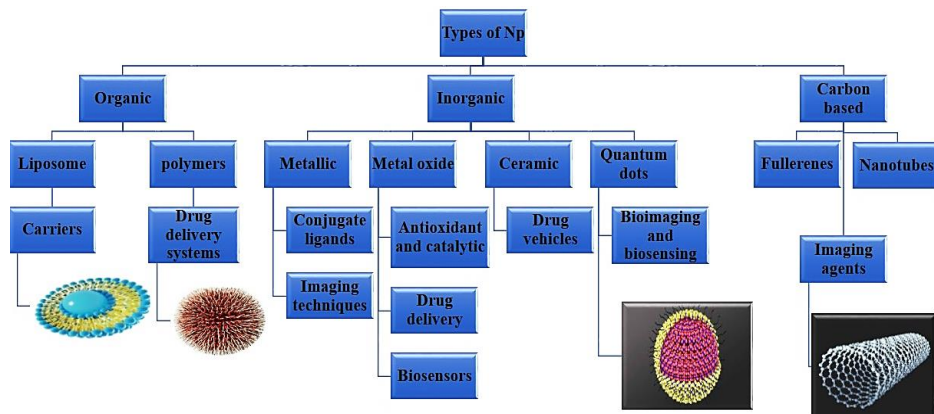 Types of Np
Organic
Inorganic
Carbon
based
Liposome
polymers
Metallic
Metal oxide
Ceramic
Quantum
dots
Fullerenes
Nanotubes
Carriers
Drug
delivery
systems
Conjugate
ligands
Antioxidant
and catalytic
Drug
vehicles
Bioimaging
and
biosensing
Imaging
agents
Imaging
techniques
Drug
delivery
Biosensors